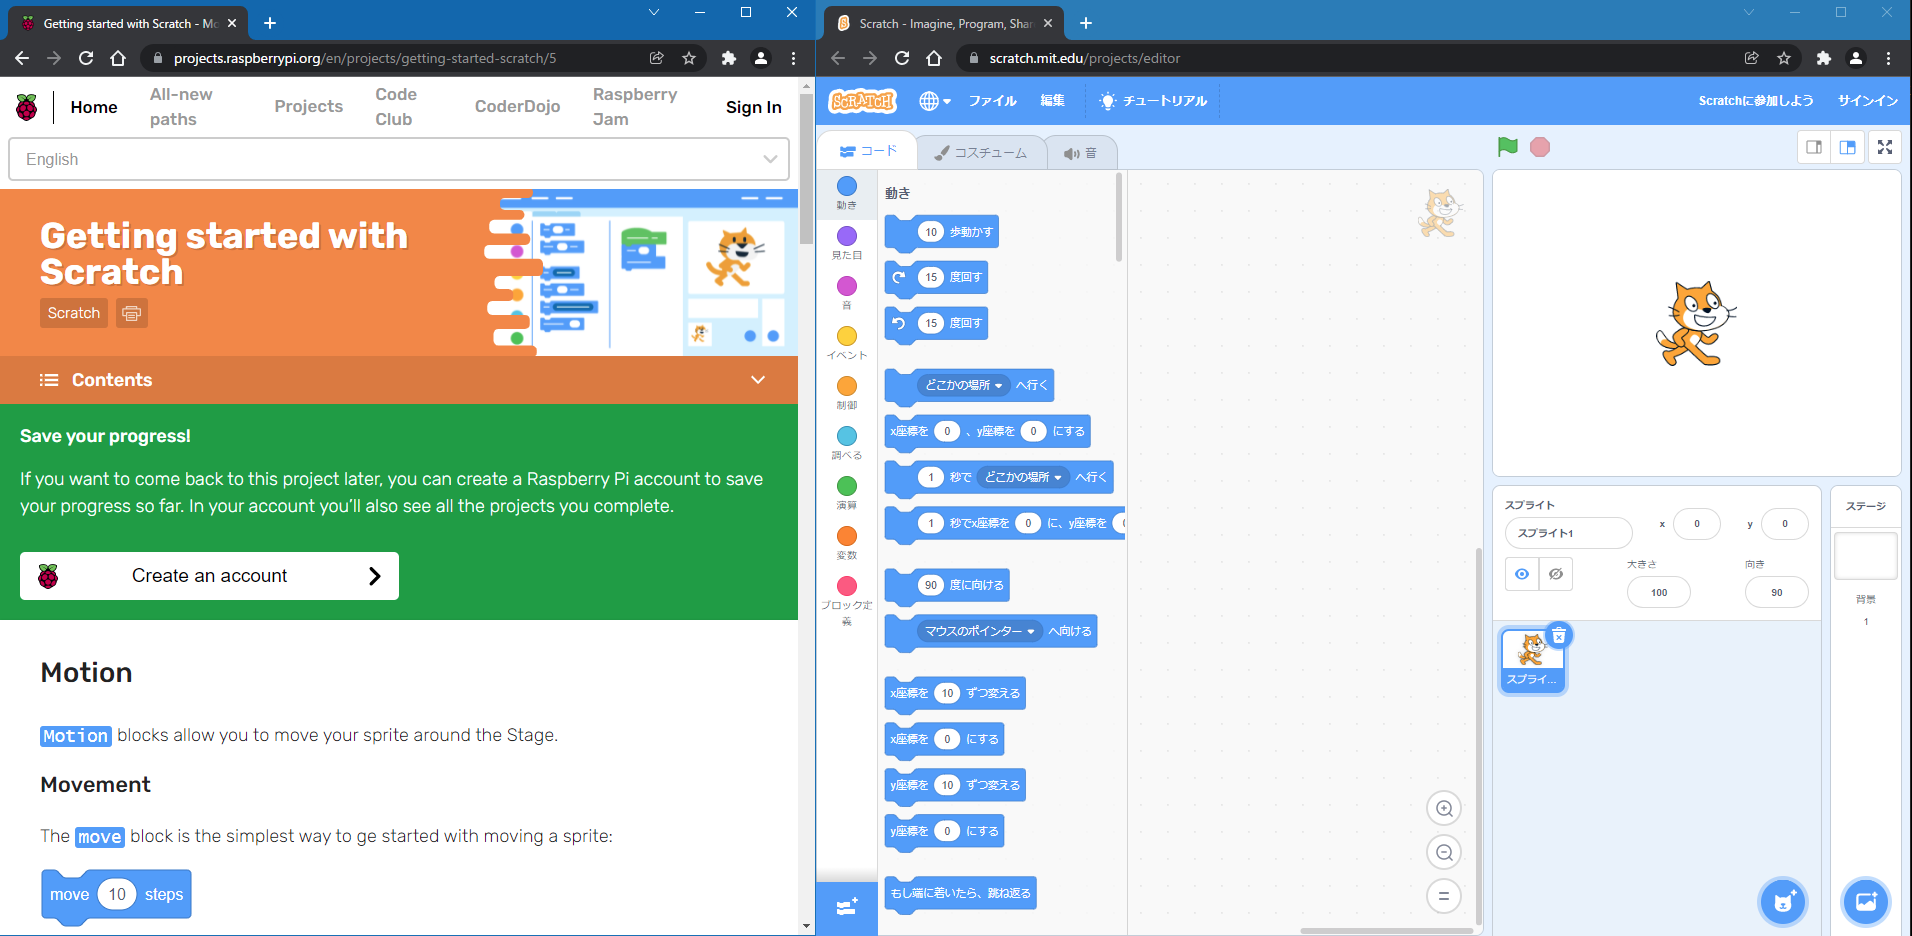 Getting started with Scratch - Mo
projects.raspberrypi.org/en/projects/getting-started-scratch/5
Home
All-new paths
Projects
Code Club
CoderDojo
Raspberry Jam
Sign In
English
Getting started with
Scratch
Scratch
Contents
Save your progress!
If you want to come back to this project later, you can create a Raspberry Pi account to save
your progress so far. In your account you'll also see all the projects you complete.
Create an account
Motion
Motion blocks allow you to move your sprite around the Stage.
Movement
The move block is the simplest way to ge started with moving a sprite:
move 10 steps
Scratch - Imagine, Program, Shar
scratch.mit.edu/projects/editor
SCRATCH
ファイル
編集
チュートリアル
Scratchに参加しよう
サインイン
コード
コスチューム
音
動き
見た目
音
イベント
制御
調べる
演算
変数
ブロック定
義
動き
10 歩動かす
15 度回す
15 度回す
どこかの場所 へ行く
x座標を 0 、y座標を 0 にする
1 秒で どこかの場所 へ行く
1 秒でx座標を 0 に、y座標を
90 度に向ける
マウスのポインター へ向ける
x座標を 10 ずつ変える
x座標を 0 にする
y座標を 10 ずつ変える
y座標を 0 にする
もし端に着いたら、跳ね返る
スプライト
スプライト1
x 0
y 0
大きさ
100
向き
90
スプライ...
ステージ
背景
1